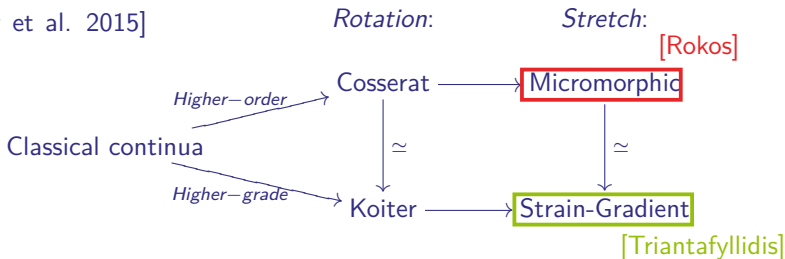 et al. 2015]
Rotation:
Stretch:
[Rokos]
Cosserat
Micromorphic
Higher−order
Classical continua
≃
≃
Higher−grade
Koiter
Strain-Gradient
[Triantafyllidis]